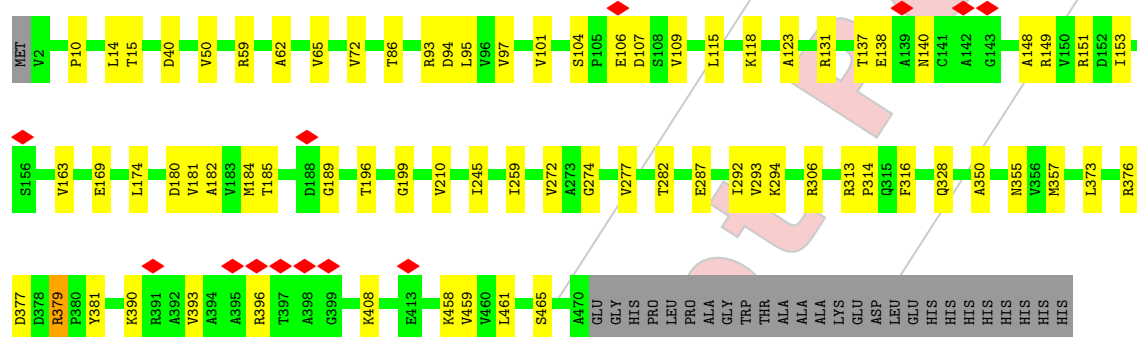 MET V2 P10 L14 T15 D40 V50 R59 A62 V65 V72 T86 R93 D94 L95 V96 V97 V101 S104 P105 E106 D107 S108 V109 L115 K118 A123 R131 T137 E138 A139 N140 C141 A142 G143 A148 R149 V150 R151 D152 I153
S156 V163 E169 L174 D180 V181 A182 V183 M184 T185 D188 G189 T196 G199 V210 I245 I259 V272 A273 G274 V277 T282 E287 I292 V293 K294 R306 R313 P314 Q315 F316 Q328 A350 N355 V356 M357 L373 R376
D377 D378 R379 P380 Y381 K390 R391 A392 V393 A394 A395 R396 T397 A398 G399 K408 E413 K458 V459 V460 L461 S465 A470 GLU GLY HIS PRO LEU PRO ALA GLY TRP THR ALA ALA ALA LYS GLU ASP LEU GLU HIS HIS HIS HIS HIS HIS HIS HIS